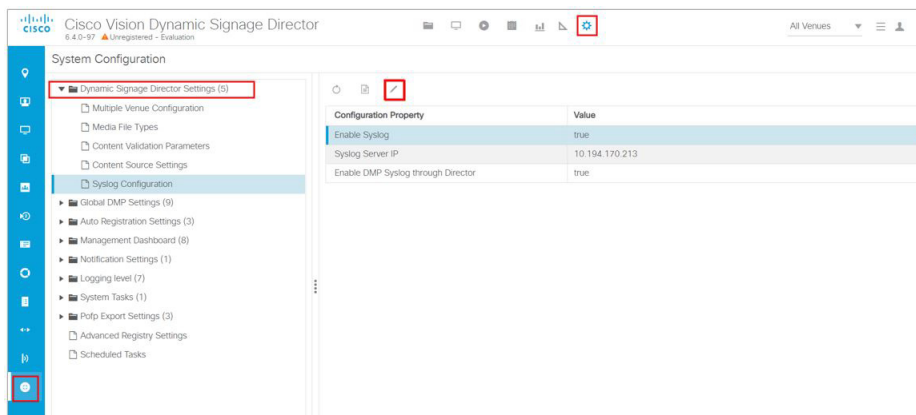 CISCO
Cisco Vision Dynamic Signage Director
6.4.0-97 Unregistered - Evaluation
All Venues
System Configuration
Dynamic Signage Director Settings (5)
Multiple Venue Configuration
Media File Types
Content Validation Parameters
Content Source Settings
Syslog Configuration
Global DMP Settings (9)
Auto Registration Settings (3)
Management Dashboard (8)
Notification Settings (1)
Logging level (7)
System Tasks (1)
Pofp Export Settings (3)
Advanced Registry Settings
Scheduled Tasks
Configuration Property Value
Enable Syslog true
Syslog Server IP 10.194.170.213
Enable DMP Syslog through Director true